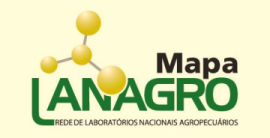 Mapa
LANAGRO
REDE DE LABORATÓRIOS NACIONAIS AGROPECUÁRIOS